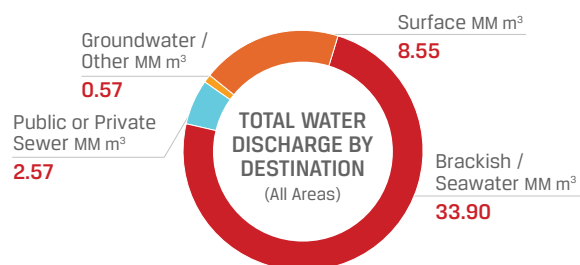 Surface MM m³
8.55
Groundwater /
Other MM m³
0.57
Public or Private
Sewer MM m³
2.57
TOTAL WATER
DISCHARGE BY
DESTINATION
(All Areas)
Brackish /
Seawater MM m³
33.90